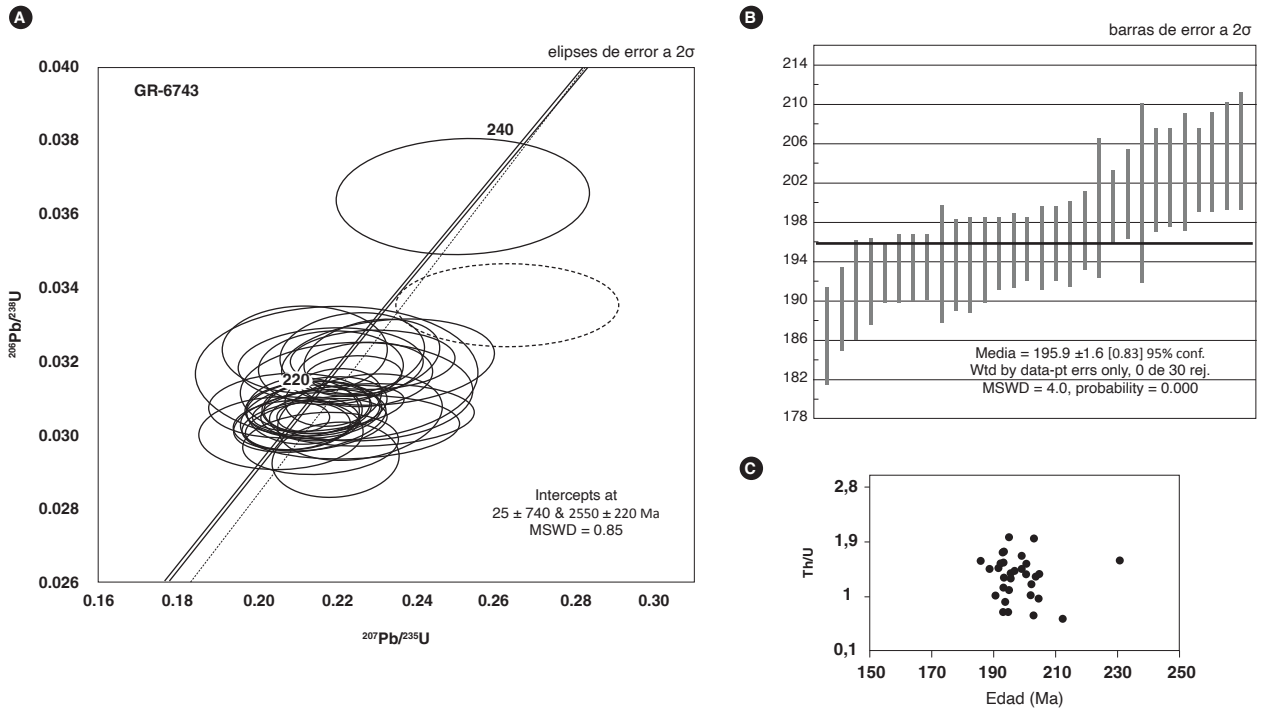 A
elipses de error a 2σ
GR-6743
0.040
0.038
0.036
0.034
0.032
0.030
0.028
0.026
²⁰⁶Pb/²³⁸U
240
220
Intercepts at
25 ± 740 & 2550 ± 220 Ma
MSWD = 0.85
0.16 0.18 0.20 0.22 0.24 0.26 0.28 0.30
²⁰⁷Pb/²³⁵U
B
barras de error a 2σ
214
210
206
202
198
194
190
186
182
178
Media = 195.9 ±1.6 [0.83] 95% conf.
Wtd by data-pt errs only, 0 de 30 rej.
MSWD = 4.0, probability = 0.000
C
2,8
1,9
1
0,1
Th/U
150 170 190 210 230 250
Edad (Ma)